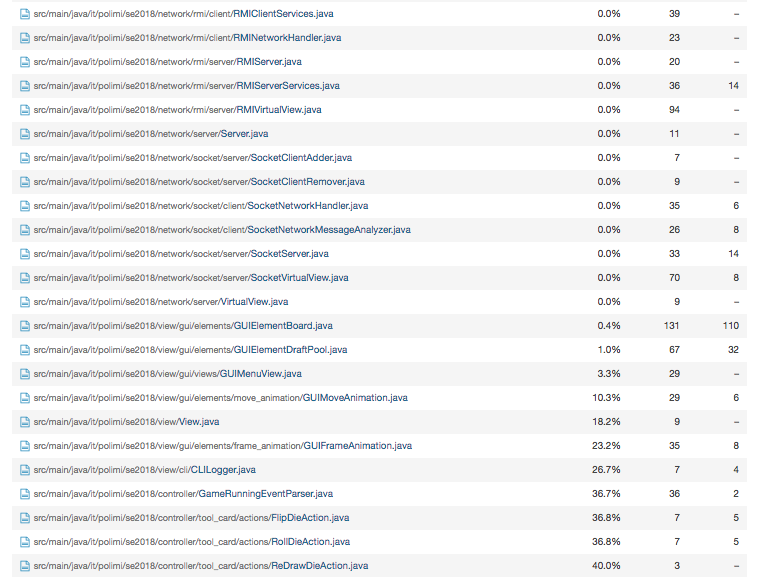 src/main/java/it/polimi/se2018/network/rmi/client/RMIClientServices.java 0.0% 39 –
src/main/java/it/polimi/se2018/network/rmi/client/RMINetworkHandler.java 0.0% 23 –
src/main/java/it/polimi/se2018/network/rmi/server/RMIServer.java 0.0% 20 –
src/main/java/it/polimi/se2018/network/rmi/server/RMIServerServices.java 0.0% 36 14
src/main/java/it/polimi/se2018/network/rmi/server/RMIVirtualView.java 0.0% 94 –
src/main/java/it/polimi/se2018/network/server/Server.java 0.0% 11 –
src/main/java/it/polimi/se2018/network/socket/server/SocketClientAdder.java 0.0% 7 –
src/main/java/it/polimi/se2018/network/socket/server/SocketClientRemover.java 0.0% 9 –
src/main/java/it/polimi/se2018/network/socket/client/SocketNetworkHandler.java 0.0% 35 6
src/main/java/it/polimi/se2018/network/socket/client/SocketNetworkMessageAnalyzer.java 0.0% 26 8
src/main/java/it/polimi/se2018/network/socket/server/SocketServer.java 0.0% 33 14
src/main/java/it/polimi/se2018/network/socket/server/SocketVirtualView.java 0.0% 70 8
src/main/java/it/polimi/se2018/network/server/VirtualView.java 0.0% 9 –
src/main/java/it/polimi/se2018/view/gui/elements/GUIElementBoard.java 0.4% 131 110
src/main/java/it/polimi/se2018/view/gui/elements/GUIElementDraftPool.java 1.0% 67 32
src/main/java/it/polimi/se2018/view/gui/views/GUIMenuView.java 3.3% 29 –
src/main/java/it/polimi/se2018/view/gui/elements/move_animation/GUIMoveAnimation.java 10.3% 29 6
src/main/java/it/polimi/se2018/view/View.java 18.2% 9 –
src/main/java/it/polimi/se2018/view/gui/elements/frame_animation/GUIFrameAnimation.java 23.2% 35 8
src/main/java/it/polimi/se2018/view/cli/CLILogger.java 26.7% 7 4
src/main/java/it/polimi/se2018/controller/GameRunningEventParser.java 36.7% 36 2
src/main/java/it/polimi/se2018/controller/tool_card/actions/FlipDieAction.java 36.8% 7 5
src/main/java/it/polimi/se2018/controller/tool_card/actions/RollDieAction.java 36.8% 7 5
src/main/java/it/polimi/se2018/controller/tool_card/actions/ReDrawDieAction.java 40.0% 3 –